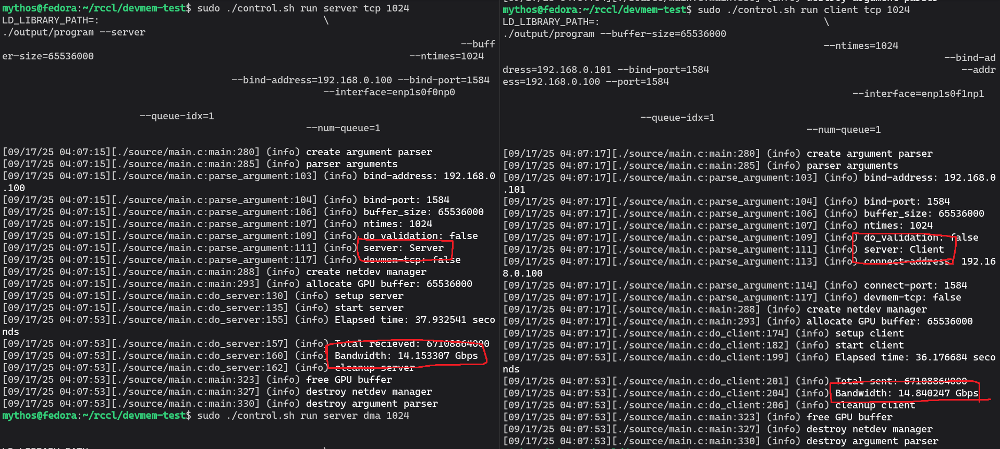 mythos@fedora:~/rccl/devmem-test$ sudo ./control.sh run server tcp 1024
LD_LIBRARY_PATH=: \
./output/program --server
--buff
er-size=65536000 --ntimes=1024
--bind-address=192.168.0.100 --bind-port=1584
--interface=enp1s0f0np0
--queue-idx=1
--num-queue=1
[09/17/25 04:07:15][./source/main.c:main:280] (info) create argument parser
[09/17/25 04:07:15][./source/main.c:main:285] (info) parser arguments
[09/17/25 04:07:15][./source/main.c:parse_argument:103] (info) bind-address: 192.168.0
.100
[09/17/25 04:07:15][./source/main.c:parse_argument:104] (info) bind-port: 1584
[09/17/25 04:07:15][./source/main.c:parse_argument:106] (info) buffer_size: 65536000
[09/17/25 04:07:15][./source/main.c:parse_argument:107] (info) ntimes: 1024
[09/17/25 04:07:15][./source/main.c:parse_argument:109] (info) do_validation: false
[09/17/25 04:07:15][./source/main.c:parse_argument:111] (info) server: Server
[09/17/25 04:07:15][./source/main.c:parse_argument:117] (info) devmem-tcp: false
[09/17/25 04:07:15][./source/main.c:main:288] (info) create netdev manager
[09/17/25 04:07:15][./source/main.c:main:293] (info) allocate GPU buffer: 65536000
[09/17/25 04:07:15][./source/main.c:do_server:130] (info) setup server
[09/17/25 04:07:15][./source/main.c:do_server:135] (info) start server
[09/17/25 04:07:53][./source/main.c:do_server:155] (info) Elapsed time: 37.932541 seco
nds
[09/17/25 04:07:53][./source/main.c:do_server:157] (info) Total recieved: 67108864000
[09/17/25 04:07:53][./source/main.c:do_server:160] (info) Bandwidth: 14.153307 Gbps
[09/17/25 04:07:53][./source/main.c:do_server:162] (info) cleanup server
[09/17/25 04:07:53][./source/main.c:main:323] (info) free GPU buffer
[09/17/25 04:07:53][./source/main.c:main:327] (info) destroy netdev manager
[09/17/25 04:07:53][./source/main.c:main:330] (info) destroy argument parser
mythos@fedora:~/rccl/devmem-test$ sudo ./control.sh run server dma 1024
mythos@fedora:~/rccl/devmem-test$ sudo ./control.sh run client tcp 1024
LD_LIBRARY_PATH=: \
./output/program --buffer-size=65536000
--ntimes=1024
--bind-ad
dress=192.168.0.101 --bind-port=1584 --addr
ess=192.168.0.100 --port=1584
--interface=enp1s0f1np1
--queue-idx=1
--num-queue=1
[09/17/25 04:07:17][./source/main.c:main:280] (info) create argument parser
[09/17/25 04:07:17][./source/main.c:main:285] (info) parser arguments
[09/17/25 04:07:17][./source/main.c:parse_argument:103] (info) bind-address: 192.168.0
.101
[09/17/25 04:07:17][./source/main.c:parse_argument:104] (info) bind-port: 1584
[09/17/25 04:07:17][./source/main.c:parse_argument:106] (info) buffer_size: 65536000
[09/17/25 04:07:17][./source/main.c:parse_argument:107] (info) ntimes: 1024
[09/17/25 04:07:17][./source/main.c:parse_argument:109] (info) do_validation: false
[09/17/25 04:07:17][./source/main.c:parse_argument:111] (info) server: Client
[09/17/25 04:07:17][./source/main.c:parse_argument:113] (info) connect-address: 192.16
8.0.100
[09/17/25 04:07:17][./source/main.c:parse_argument:114] (info) connect-port: 1584
[09/17/25 04:07:17][./source/main.c:parse_argument:117] (info) devmem-tcp: false
[09/17/25 04:07:17][./source/main.c:main:288] (info) create netdev manager
[09/17/25 04:07:17][./source/main.c:main:293] (info) allocate GPU buffer: 65536000
[09/17/25 04:07:17][./source/main.c:do_client:174] (info) setup client
[09/17/25 04:07:17][./source/main.c:do_client:182] (info) start client
[09/17/25 04:07:53][./source/main.c:do_client:199] (info) Elapsed time: 36.176684 seco
nds
[09/17/25 04:07:53][./source/main.c:do_client:201] (info) Total sent: 67108864000
[09/17/25 04:07:53][./source/main.c:do_client:204] (info) Bandwidth: 14.840247 Gbps
[09/17/25 04:07:53][./source/main.c:do_client:206] (info) cleanup client
[09/17/25 04:07:53][./source/main.c:main:323] (info) free GPU buffer
[09/17/25 04:07:53][./source/main.c:main:327] (info) destroy netdev manager
[09/17/25 04:07:53][./source/main.c:main:330] (info) destroy argument parser